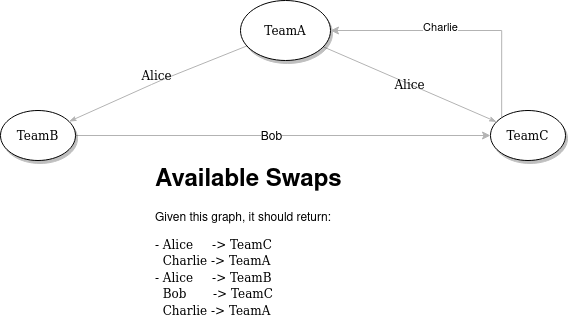 TeamA
Charlie
Alice
Alice
TeamB
Bob
TeamC
Available Swaps
Given this graph, it should return:
- Alice -> TeamC
Charlie -> TeamA
- Alice -> TeamB
Bob -> TeamC
Charlie -> TeamA